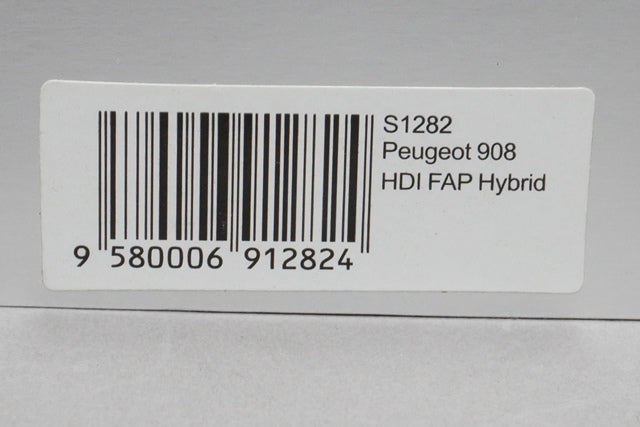 S1282
Peugeot 908
HDI FAP Hybrid
9 580006 912824